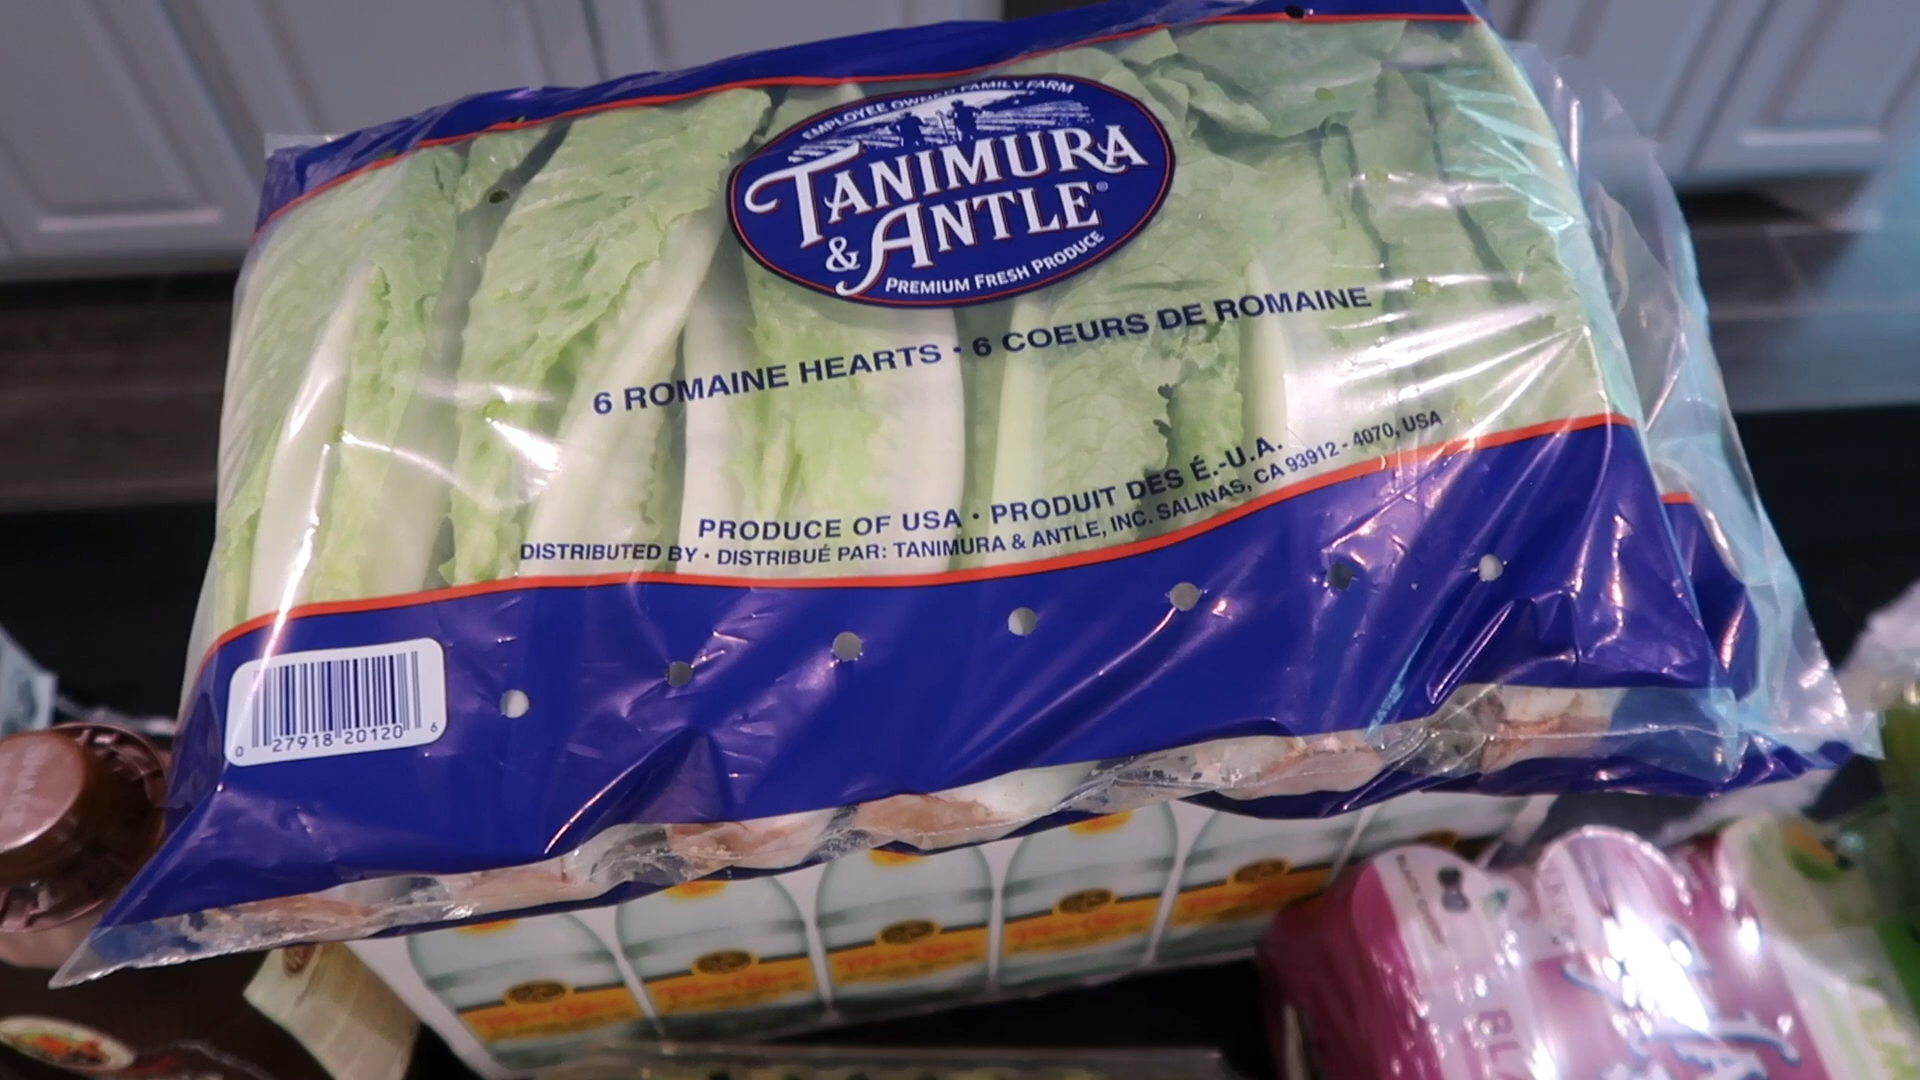 EMPLOYEE OWNED FAMILY FARM
TANIMURA
& ANTLE®
PREMIUM FRESH PRODUCE
6 ROMAINE HEARTS • 6 COEURS DE ROMAINE
PRODUCE OF USA • PRODUIT DES É.-U.A.
DISTRIBUTED BY • DISTRIBUÉ PAR: TANIMURA & ANTLE, INC. SALINAS, CA 93912 - 4070, USA
0 27918 20120 6